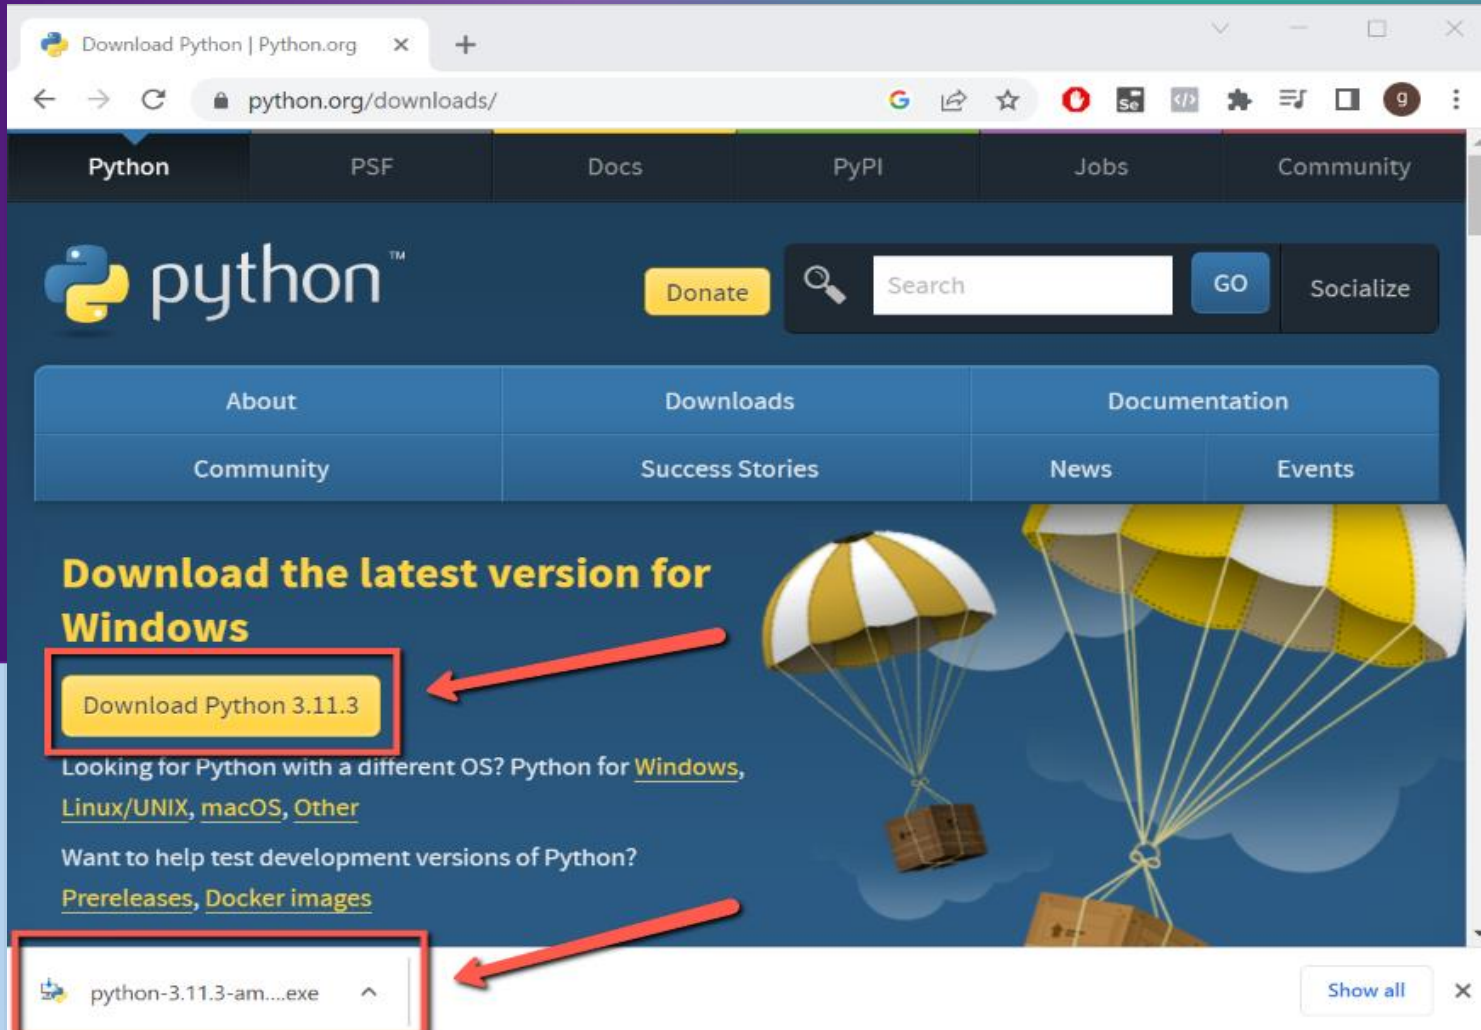 Download Python | Python.org
python.org/downloads/
G Se </> g
Python PSF Docs PyPI Jobs Community
python™ Donate Search GO Socialize
About Downloads Documentation
Community Success Stories News Events
Download the latest version for
Windows
Download Python 3.11.3
Looking for Python with a different OS? Python for Windows,
Linux/UNIX, macOS, Other
Want to help test development versions of Python?
Prereleases, Docker images
python-3.11.3-am....exe Show all